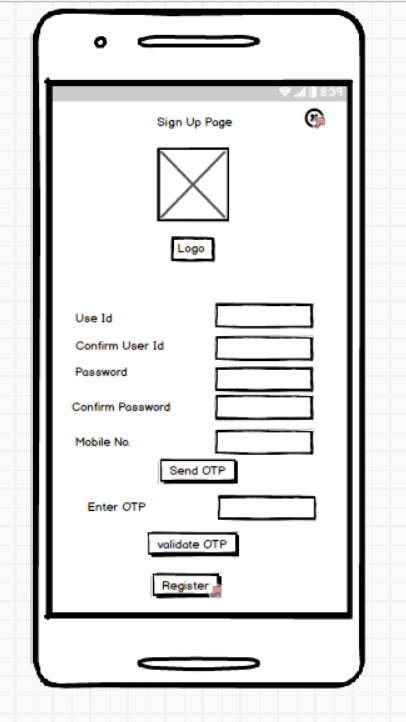 8:39
Sign Up Page
Logo
Use Id
Confirm User Id
Password
Confirm Password
Mobile No.
Send OTP
Enter OTP
validate OTP
Register